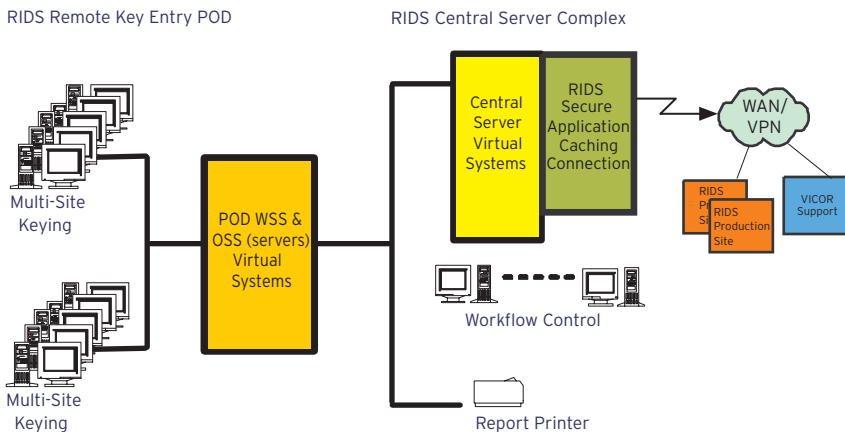 RIDS Remote Key Entry POD
RIDS Central Server Complex
Multi-Site
Keying
POD WSS &
OSS (servers)
Virtual
Systems
Central
Server
Virtual
Systems
RIDS
Secure
Application
Caching
Connection
WAN/
VPN
RIDS
Site
RIDS
Production
Site
VICOR
Support
Workflow Control
Multi-Site
Keying
Report Printer